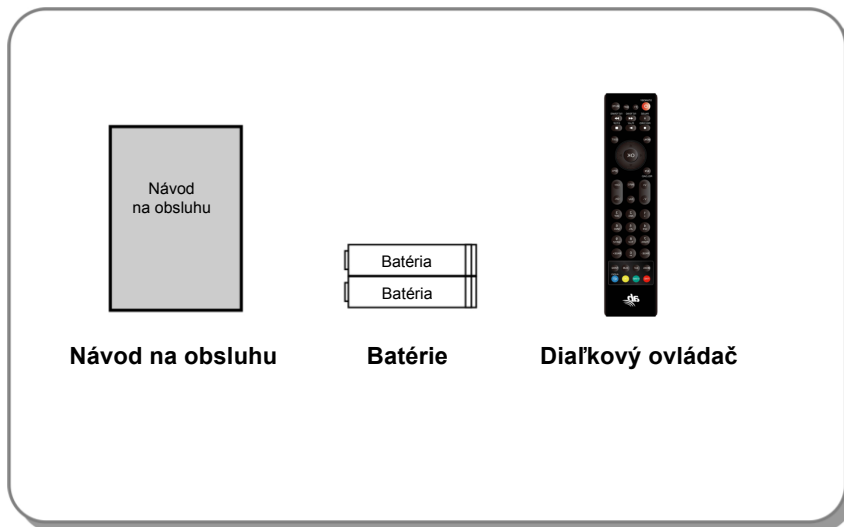 Návod
na obsluhu
Batéria
Batéria
Návod na obsluhu
Batérie
Diaľkový ovládač